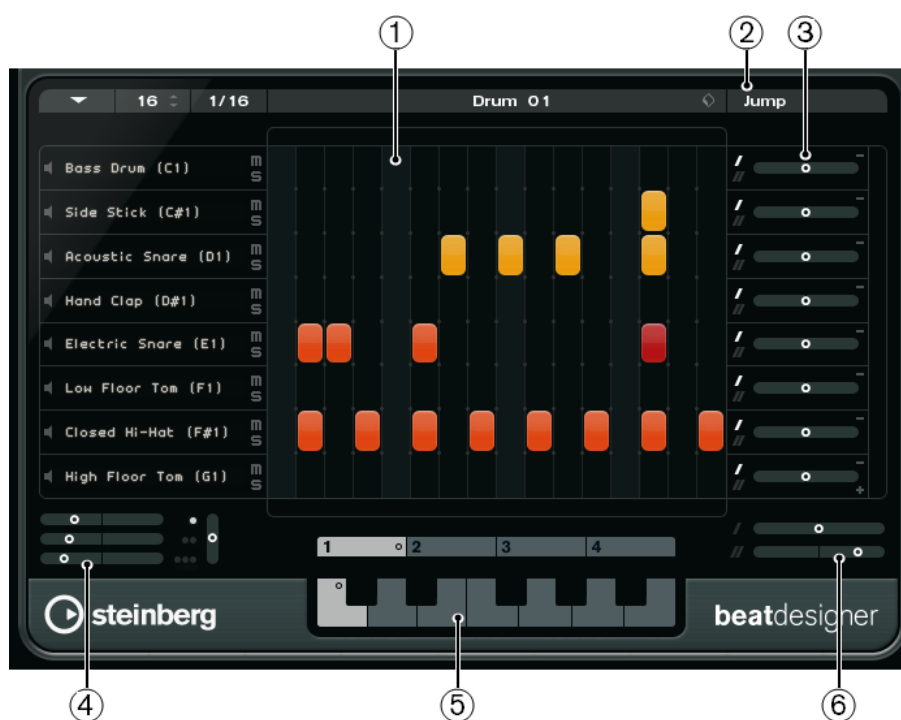 1 2 3
16 1/16 Drum 01 Jump
Bass Drum (C1) m s
Side Stick (C#1) m s
Acoustic Snare (D1) m s
Hand Clap (D#1) m s
Electric Snare (E1) m s
Low Floor Tom (F1) m s
Closed Hi-Hat (F#1) m s
High Floor Tom (G1) m s
1 2 3 4
steinberg beatdesigner
4 5 6